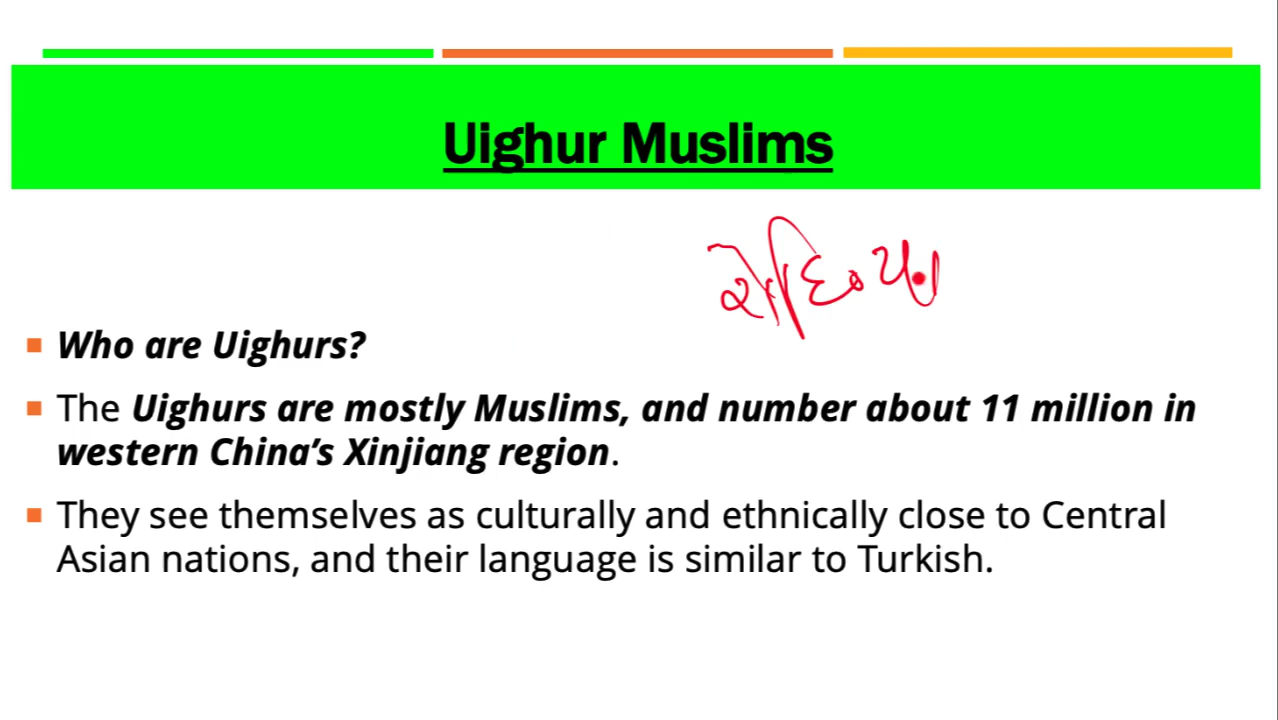 Uighur Muslims
Who are Uighurs?
The Uighurs are mostly Muslims, and number about 11 million in
western China’s Xinjiang region.
They see themselves as culturally and ethnically close to Central
Asian nations, and their language is similar to Turkish.